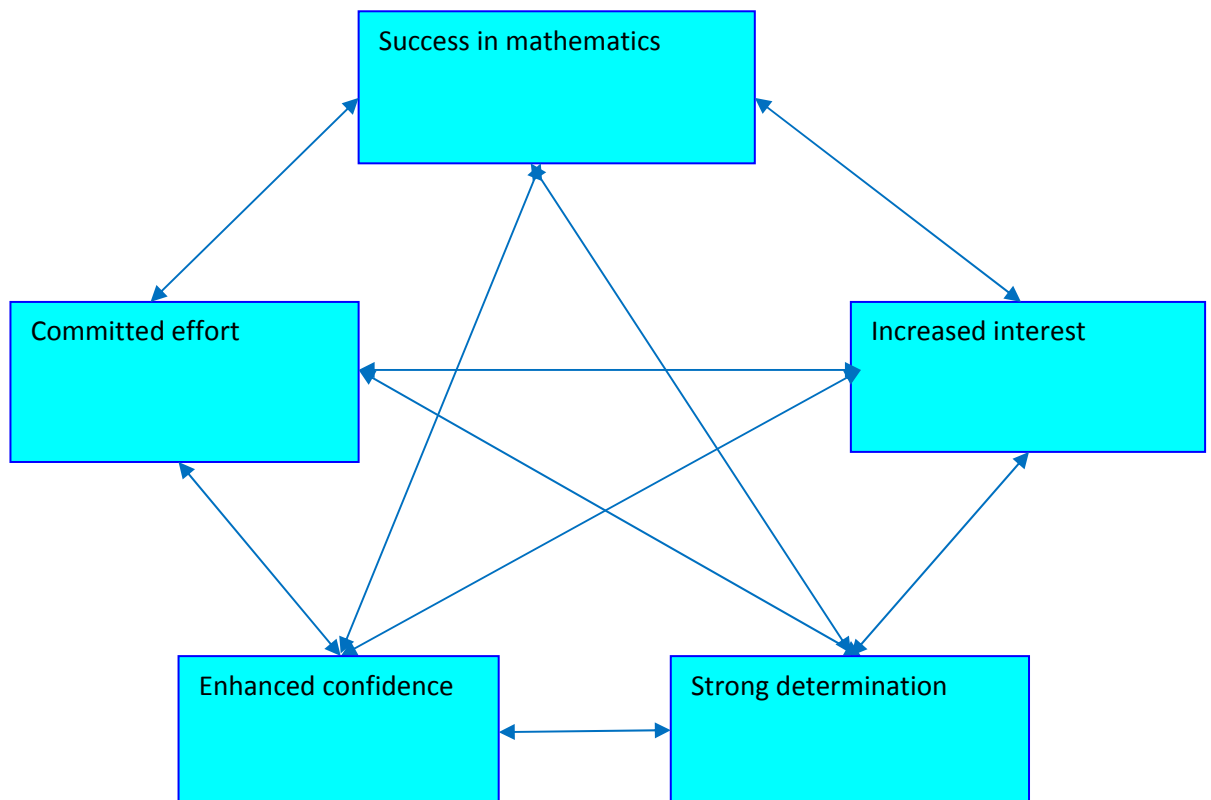 Success in mathematics
Committed effort
Increased interest
Enhanced confidence
Strong determination